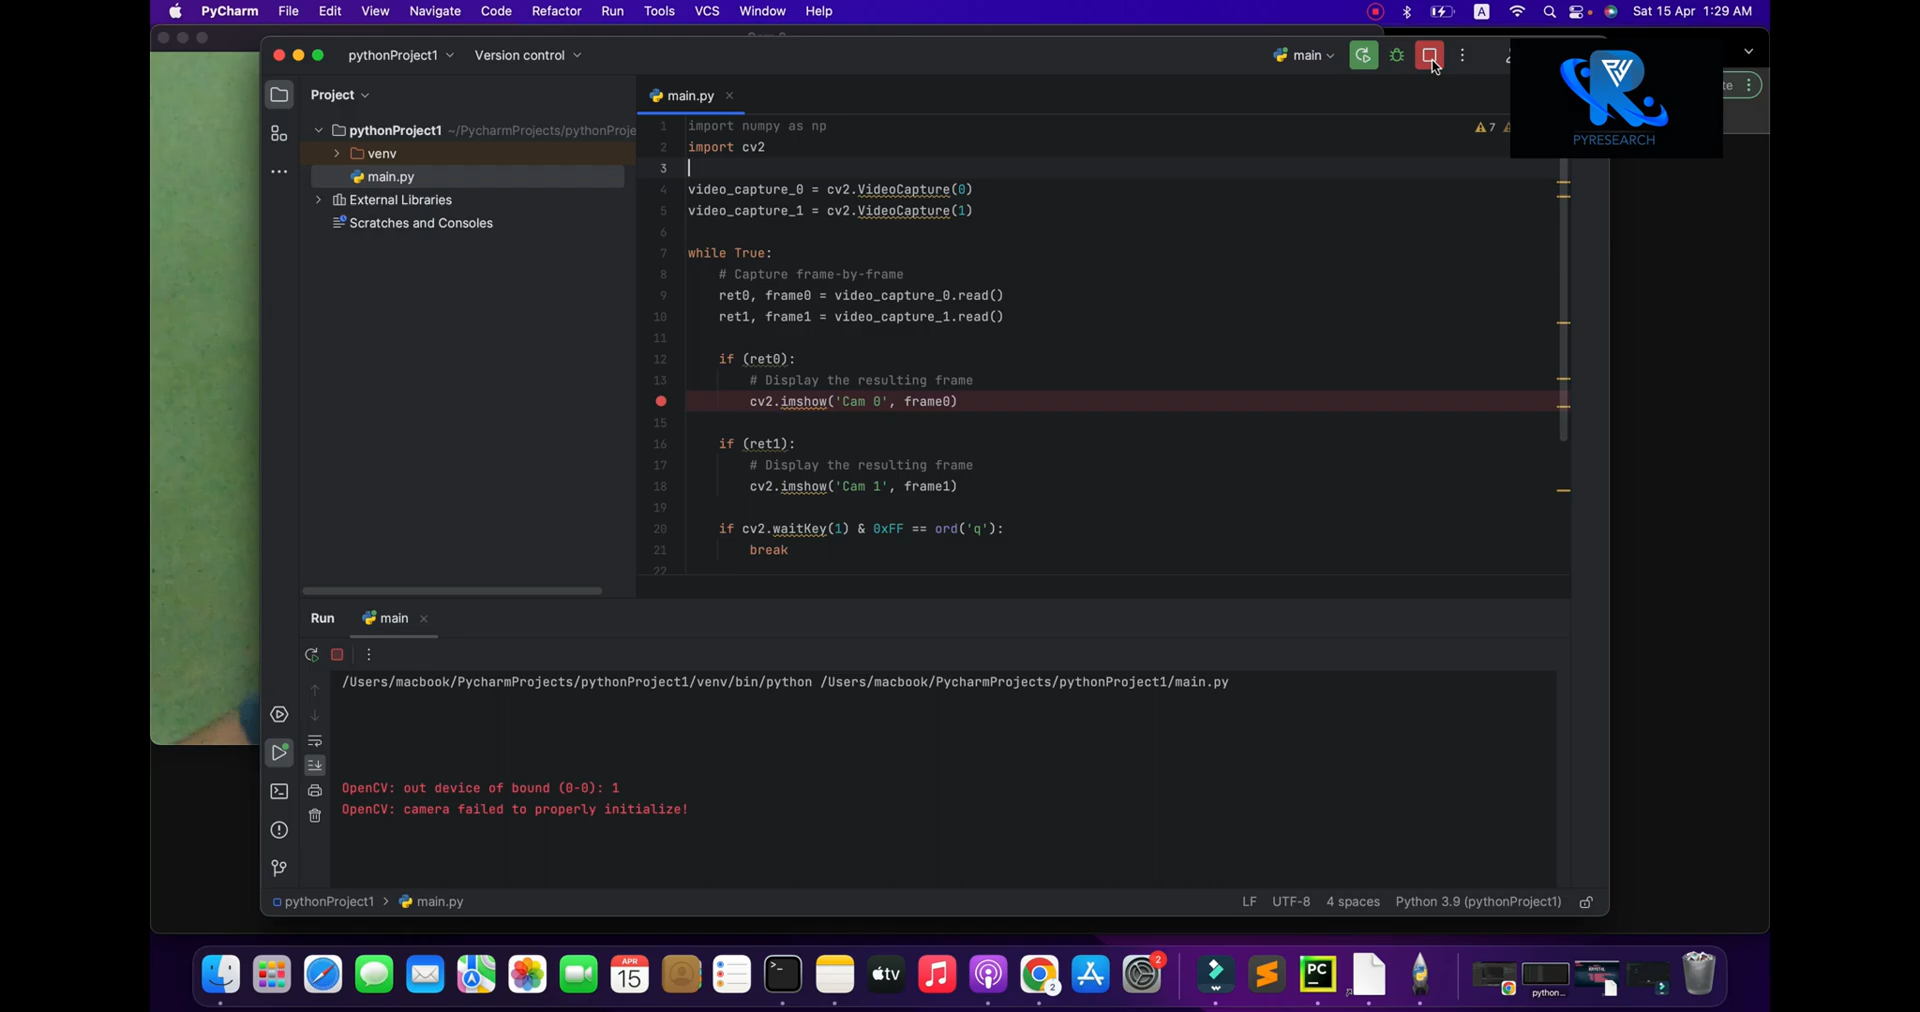 PyCharm File Edit View Navigate Code Refactor Run Tools VCS Window Help A Sat 15 Apr 1:29 AM
pythonProject1 Version control main
te
PYRESEARCH
Project
main.py
pythonProject1 ~/PycharmProjects/pythonProje
venv
main.py
External Libraries
Scratches and Consoles
7
1 import numpy as np
2 import cv2
3
4 video_capture_0 = cv2.VideoCapture(0)
5 video_capture_1 = cv2.VideoCapture(1)
6
7 while True:
8 # Capture frame-by-frame
9 ret0, frame0 = video_capture_0.read()
10 ret1, frame1 = video_capture_1.read()
11
12 if (ret0):
13 # Display the resulting frame
cv2.imshow('Cam 0', frame0)
15
16 if (ret1):
17 # Display the resulting frame
18 cv2.imshow('Cam 1', frame1)
19
20 if cv2.waitKey(1) & 0xFF == ord('q'):
21 break
22
Run main
/Users/macbook/PycharmProjects/pythonProject1/venv/bin/python /Users/macbook/PycharmProjects/pythonProject1/main.py
OpenCV: out device of bound (0-0): 1
OpenCV: camera failed to properly initialize!
pythonProject1 > main.py LF UTF-8 4 spaces Python 3.9 (pythonProject1)
APR
15
tv
2
2
PC
python...